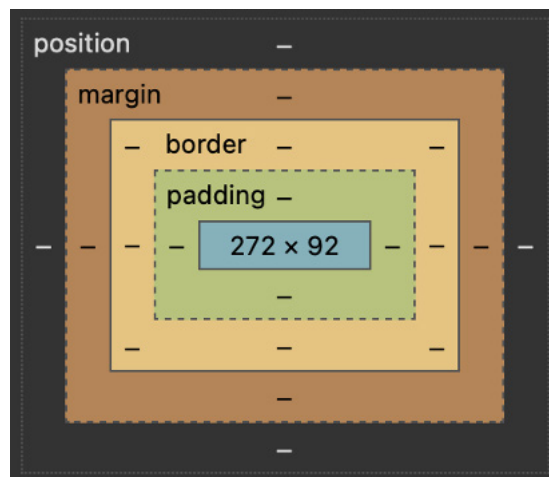 position –
margin –
– border – –
padding –
– – – – 272 × 92 – – – –
–
– – –
–
–